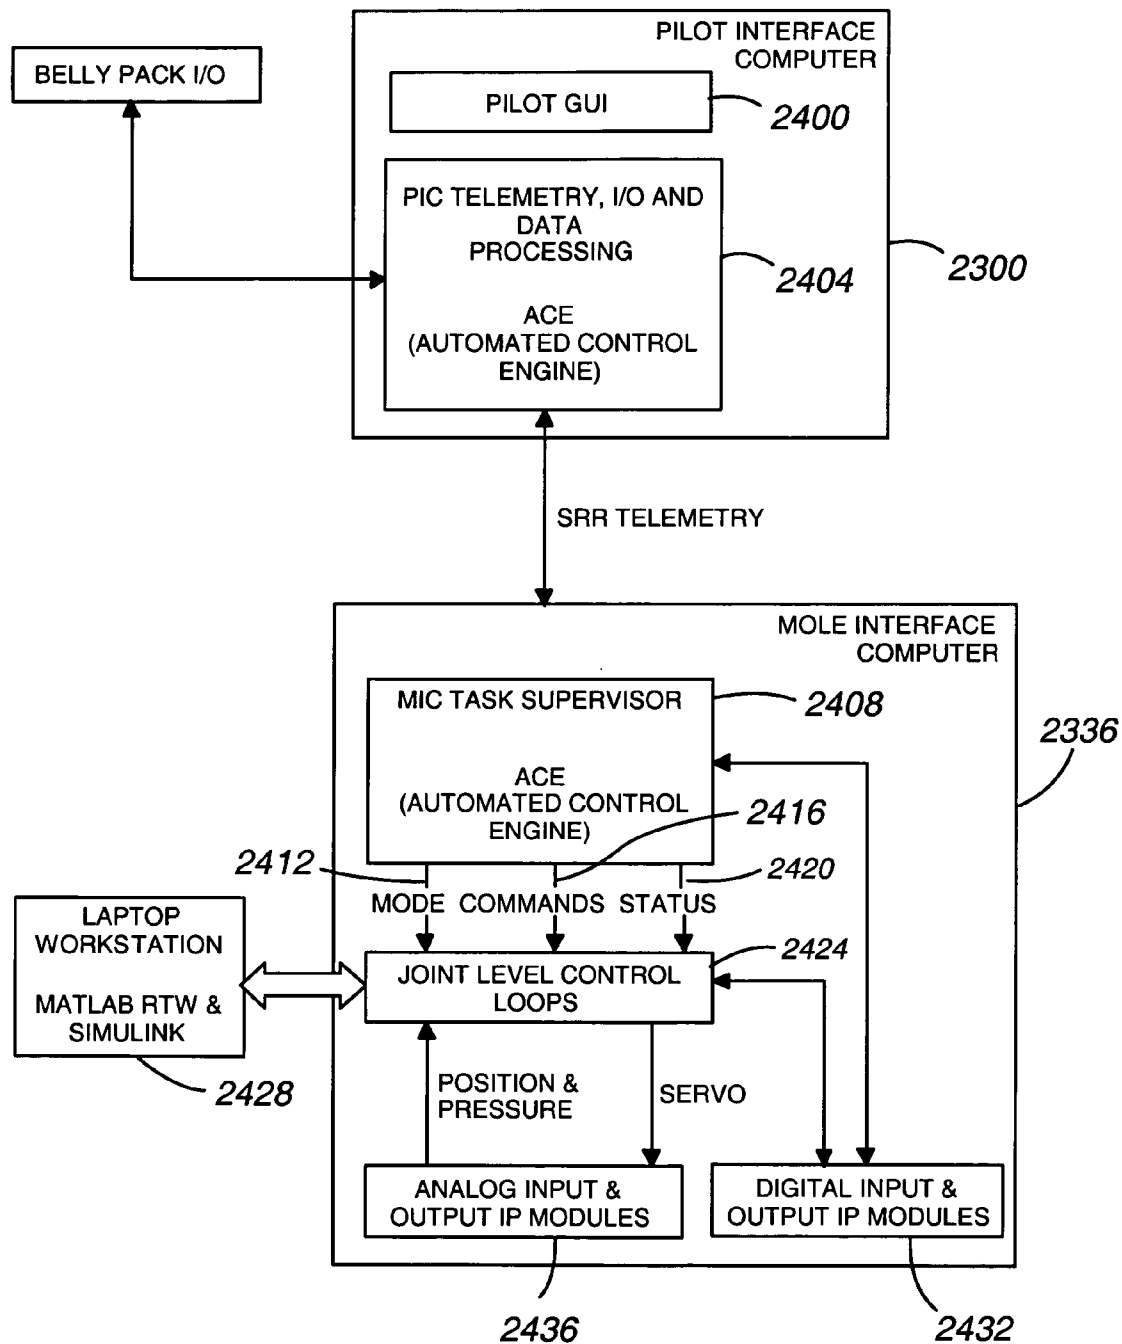 PILOT INTERFACE
COMPUTER
BELLY PACK I/O
PILOT GUI
2400
PIC TELEMETRY, I/O AND
DATA
PROCESSING
ACE
(AUTOMATED CONTROL
ENGINE)
2404
2300
SRR TELEMETRY
MOLE INTERFACE
COMPUTER
MIC TASK SUPERVISOR
2408
ACE
(AUTOMATED CONTROL
ENGINE)
2336
2416
2412
2420
MODE COMMANDS STATUS
LAPTOP
WORKSTATION
MATLAB RTW &
SIMULINK
2428
JOINT LEVEL CONTROL
LOOPS
2424
POSITION &
PRESSURE
SERVO
ANALOG INPUT &
OUTPUT IP MODULES
DIGITAL INPUT &
OUTPUT IP MODULES
2436
2432